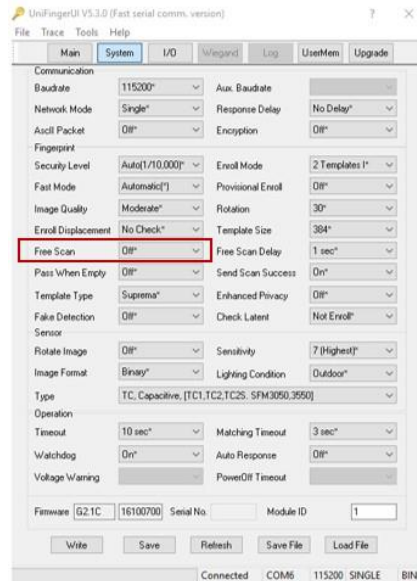 UniFingerUI V5.3.0 (Fast serial comm. version)
File Trace Tools Help
Main System I/O Wiegand Log UserMem Upgrade
Communication
Baudrate 115200* Aux. Baudrate
Network Mode Single* Response Delay No Delay*
Ascll Packet Off* Encryption Off*
Fingerprint
Security Level Auto(1/10,000)* Enroll Mode 2 Templates I*
Fast Mode Automatic(*) Provisional Enroll Off*
Image Quality Moderate* Rotation 30*
Enroll Displacement No Check* Template Size 384*
Free Scan Off* Free Scan Delay 1 sec*
Pass When Empty Off* Send Scan Success On*
Template Type Suprema* Enhanced Privacy Off*
Fake Detection Off* Check Latent Not Enroll*
Sensor
Rotate Image Off* Sensitivity 7 (Highest)*
Image Format Binary* Lighting Condition Outdoor*
Type TC, Capacitive, [TC1,TC2,TC2S. SFM3050,3550]
Operation
Timeout 10 sec* Matching Timeout 3 sec*
Watchdog On* Auto Response Off*
Voltage Warning PowerOff Timeout
Firmware G2.1C 16100700 Serial No. Module ID 1
Write Save Refresh Save File Load File
Connected COM6 115200 SINGLE BIN